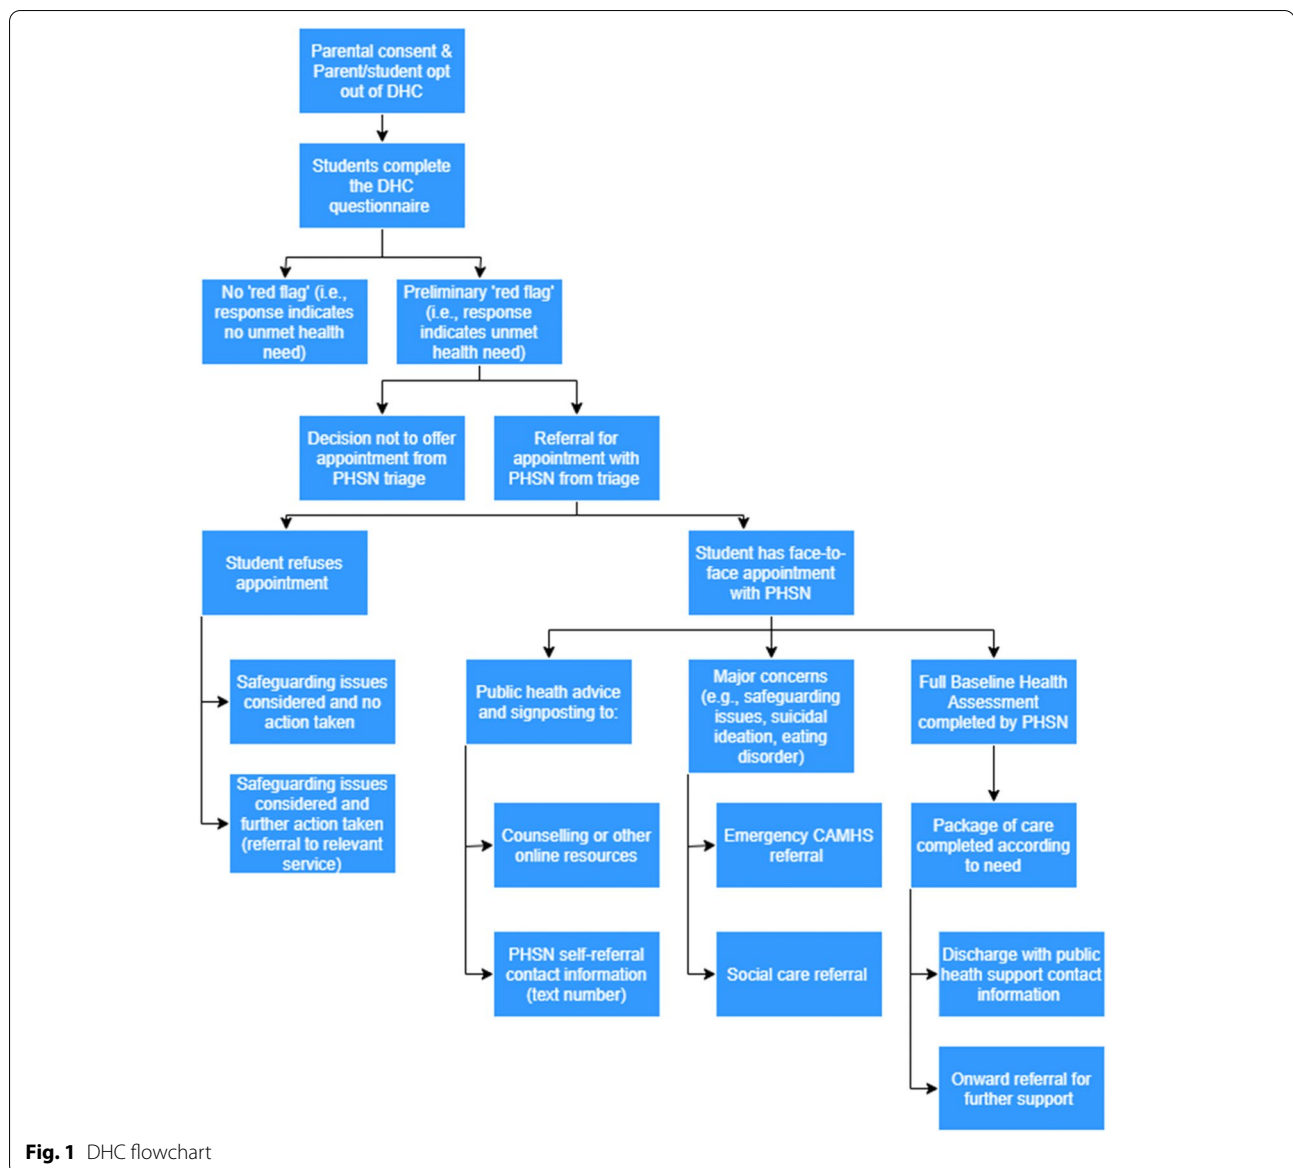 Parental consent &
Parent/student opt
out of DHC
Students complete
the DHC
questionnaire
No 'red flag' (i.e.,
response indicates
no unmet health
need)
Preliminary 'red flag'
(i.e., response
indicates unmet
health need)
Decision not to offer
appointment from
PHSN triage
Referral for
appointment with
PHSN from triage
Student refuses
appointment
Student has face-to-
face appointment
with PHSN
Safeguarding issues
considered and no
action taken
Safeguarding issues
considered and
further action taken
(referral to relevant
service)
Public heath advice
and signposting to:
Counselling or other
online resources
PHSN self-referral
contact information
(text number)
Major concerns
(e.g., safeguarding
issues, suicidal
ideation, eating
disorder)
Emergency CAMHS
referral
Social care referral
Full Baseline Health
Assessment
completed by PHSN
Package of care
completed according
to need
Discharge with public
heath support contact
information
Onward referral for
further support
Fig. 1 DHC flowchart